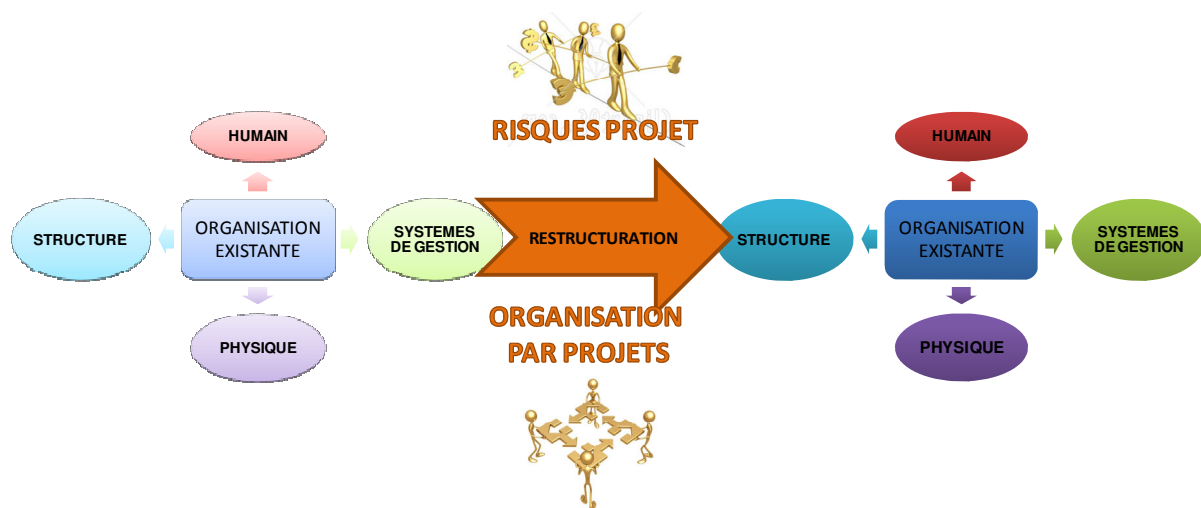 RISQUES PROJET
HUMAIN
STRUCTURE
ORGANISATION
EXISTANTE
SYSTEMES
DE GESTION
PHYSIQUE
RESTRUCTURATION
ORGANISATION
PAR PROJETS
HUMAIN
STRUCTURE
ORGANISATION
EXISTANTE
SYSTEMES
DE GESTION
PHYSIQUE